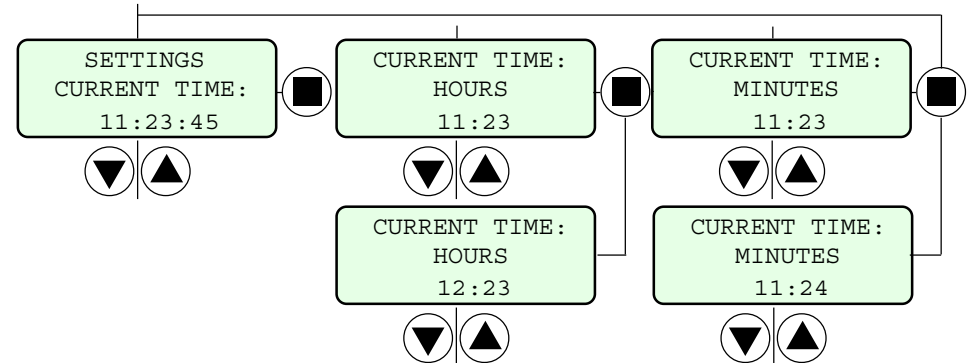 SETTINGS
CURRENT TIME:
11:23:45
CURRENT TIME:
HOURS
11:23
CURRENT TIME:
MINUTES
11:23
CURRENT TIME:
HOURS
12:23
CURRENT TIME:
MINUTES
11:24